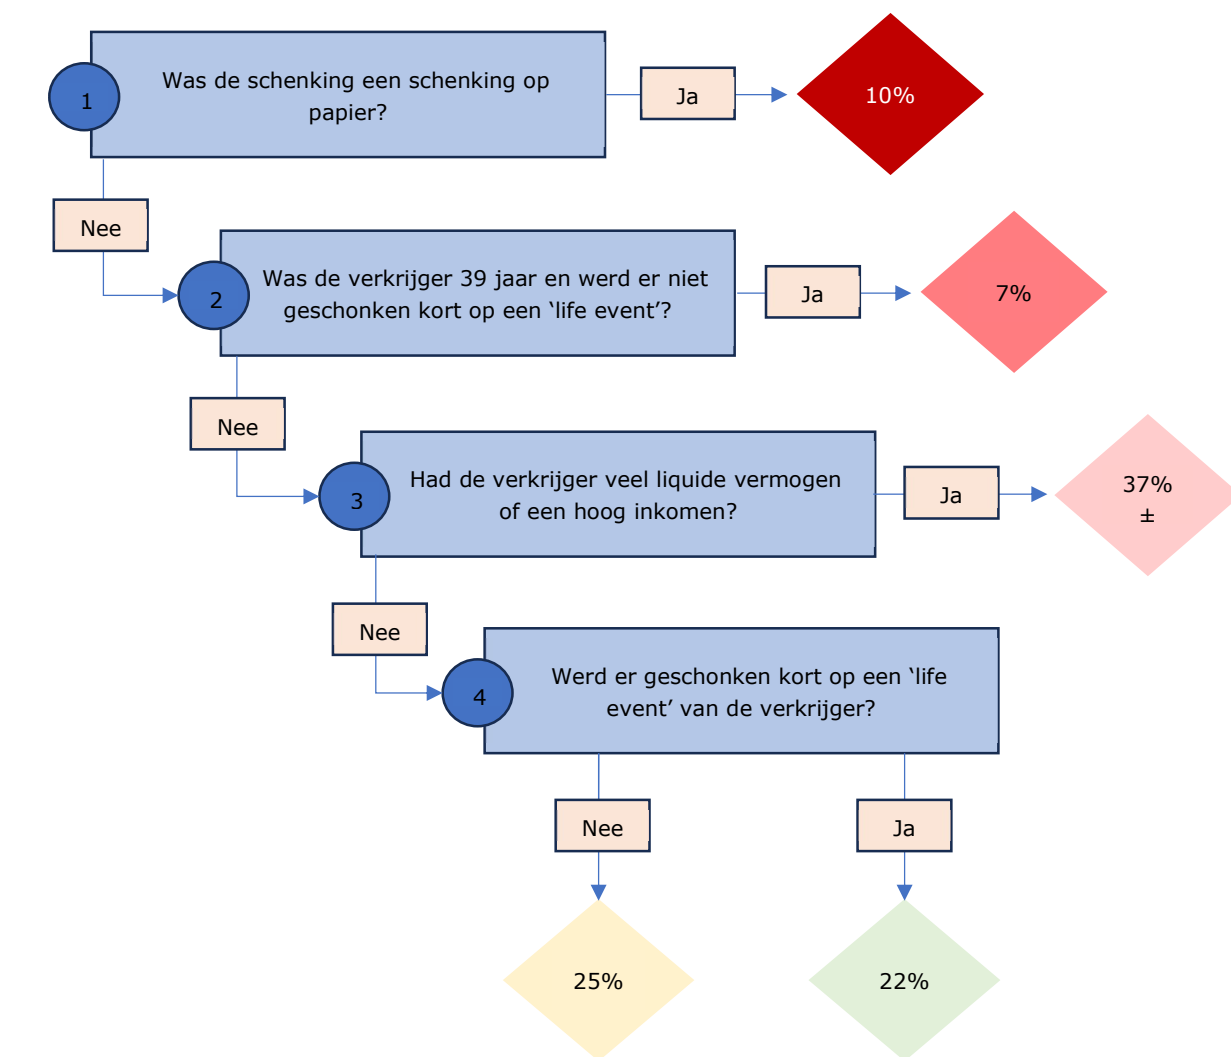 1
Was de schenking een schenking op
papier?
Ja
10%
Nee
2
Was de verkrijger 39 jaar en werd er niet
geschonken kort op een ‘life event’?
Ja
7%
Nee
3
Had de verkrijger veel liquide vermogen
of een hoog inkomen?
Ja
37%
±
Nee
4
Werd er geschonken kort op een ‘life
event’ van de verkrijger?
Nee
Ja
25%
22%